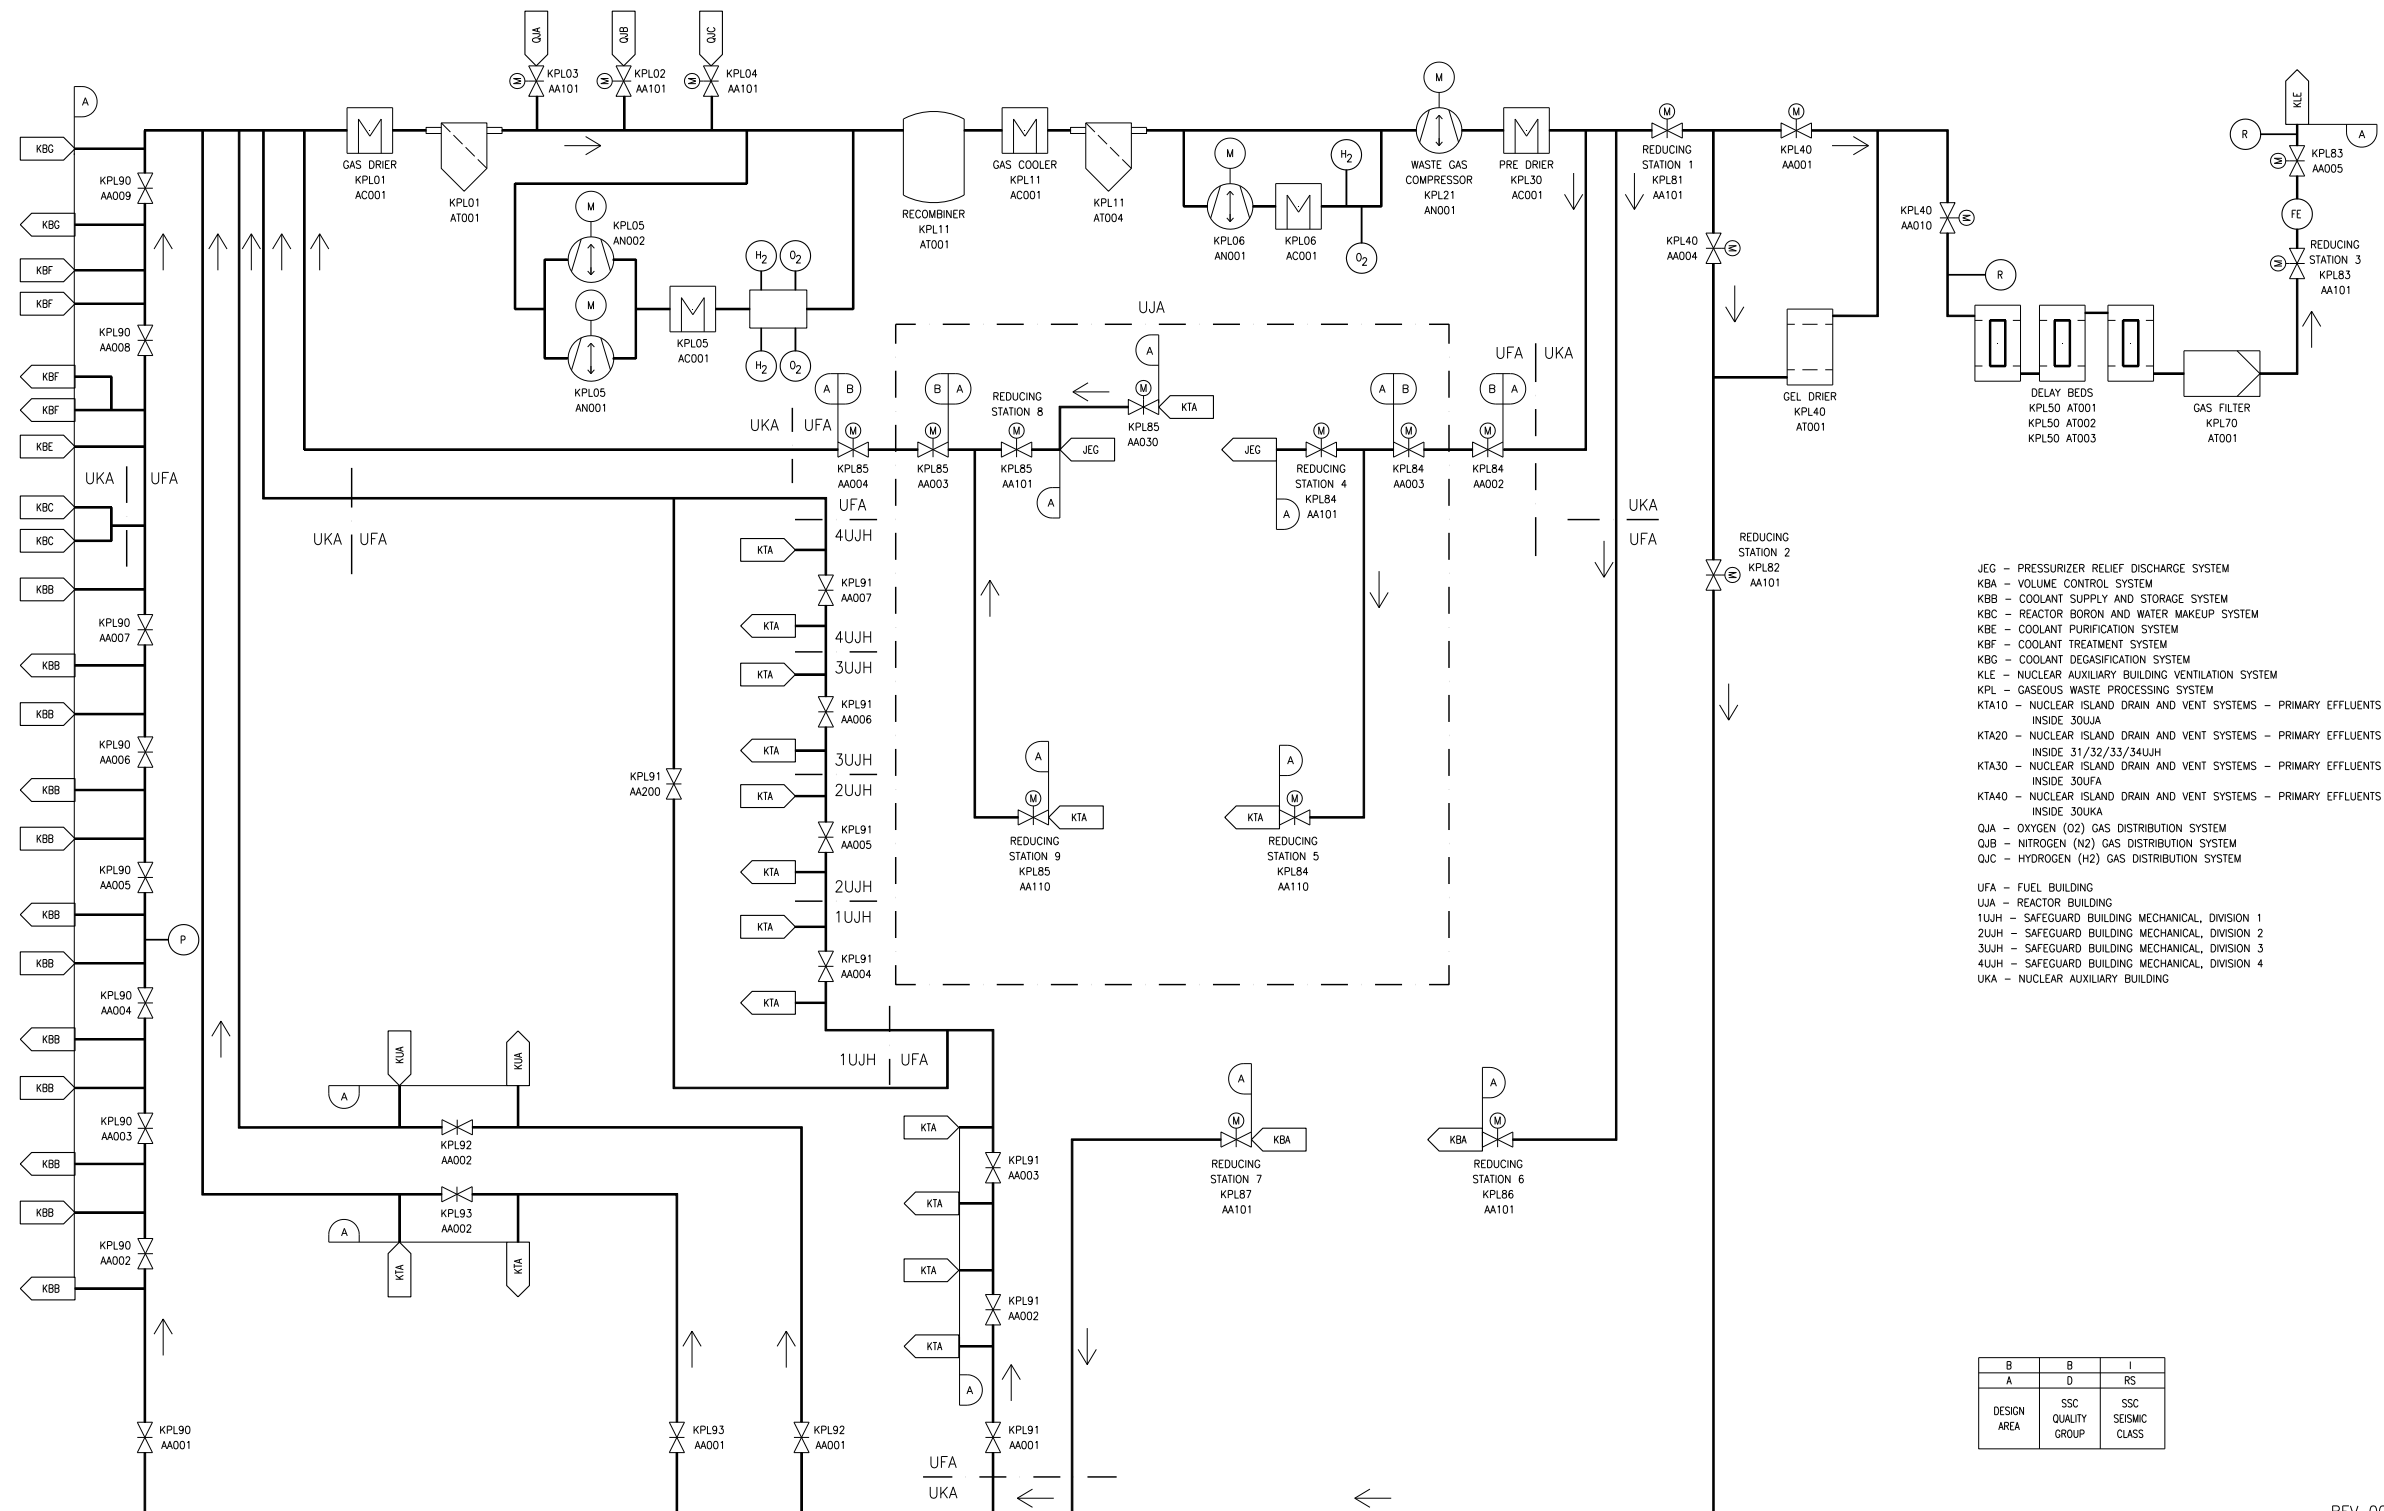 QJA
QJB
QJC
M
KPL03
AA101
M
KPL02
AA101
M
KPL04
AA101
M
KLE
A
R
A
KBG
GAS DRIER
KPL01
AC001
KPL01
AT001
RECOMBINER
KPL11
AT001
GAS COOLER
KPL11
AC001
KPL11
AT004
M
H2
O2
KPL06
AN001
KPL06
AC001
WASTE GAS
COMPRESSOR
KPL21
AN001
PRE DRIER
KPL30
AC001
M
REDUCING
STATION 1
KPL81
AA101
M
KPL40
AA001
M
KPL83
AA005
FE
M
REDUCING
STATION 3
KPL83
AA101
KPL90
AA009
KBG
KBF
KBF
KPL90
AA008
KBF
KBF
KBE
UKA
UFA
KBC
KBC
KBB
KPL90
AA007
KBB
KBB
KPL90
AA006
KBB
KBB
KPL90
AA005
KBB
P
KBB
KPL90
AA004
KBB
KBB
KPL90
AA003
KBB
KBB
KPL90
AA002
KBB
KPL90
AA001
M
KPL05
AN002
M
KPL05
AN001
KPL05
AC001
H2
O2
H2
O2
KPL40
AA004
M
KPL40
AA010
M
R
GEL DRIER
KPL40
AT001
DELAY BEDS
KPL50 AT001
KPL50 AT002
KPL50 AT003
GAS FILTER
KPL70
AT001
UJA
UKA
UFA
A
B
M
KPL85
AA004
B
A
M
KPL85
AA003
REDUCING
STATION 8
M
KPL85
AA101
A
M
KPL85
AA030
KTA
JEG
A
JEG
A
M
REDUCING
STATION 4
KPL84
AA101
A
B
M
KPL84
AA003
B
A
M
KPL84
AA002
UFA
UKA
UKA
UFA
UKA
UFA
UFA
4UJH
KTA
KPL91
AA007
KTA
4UJH
3UJH
KTA
KPL91
AA006
KTA
3UJH
2UJH
KTA
KPL91
AA005
KTA
2UJH
1UJH
KTA
KPL91
AA004
KTA
1UJH
UFA
KPL91
AA200
A
M
KTA
REDUCING
STATION 9
KPL85
AA110
A
KTA
M
REDUCING
STATION 5
KPL84
AA110
REDUCING
STATION 2
KPL82
AA101
M
KUA
KUA
A
KPL92
AA002
KPL93
AA002
A
KTA
KTA
KPL93
AA001
KPL92
AA001
KTA
KPL91
AA003
KTA
KTA
KPL91
AA002
KTA
A
KPL91
AA001
UFA
UKA
A
M
KBA
REDUCING
STATION 7
KPL87
AA101
A
KBA
M
REDUCING
STATION 6
KPL86
AA101
JEG – PRESSURIZER RELIEF DISCHARGE SYSTEM
KBA – VOLUME CONTROL SYSTEM
KBB – COOLANT SUPPLY AND STORAGE SYSTEM
KBC – REACTOR BORON AND WATER MAKEUP SYSTEM
KBE – COOLANT PURIFICATION SYSTEM
KBF – COOLANT TREATMENT SYSTEM
KBG – COOLANT DEGASIFICATION SYSTEM
KLE – NUCLEAR AUXILIARY BUILDING VENTILATION SYSTEM
KPL – GASEOUS WASTE PROCESSING SYSTEM
KTA10 – NUCLEAR ISLAND DRAIN AND VENT SYSTEMS – PRIMARY EFFLUENTS
INSIDE 30UJA
KTA20 – NUCLEAR ISLAND DRAIN AND VENT SYSTEMS – PRIMARY EFFLUENTS
INSIDE 31/32/33/34UJH
KTA30 – NUCLEAR ISLAND DRAIN AND VENT SYSTEMS – PRIMARY EFFLUENTS
INSIDE 30UFA
KTA40 – NUCLEAR ISLAND DRAIN AND VENT SYSTEMS – PRIMARY EFFLUENTS
INSIDE 30UKA
QJA – OXYGEN (O2) GAS DISTRIBUTION SYSTEM
QJB – NITROGEN (N2) GAS DISTRIBUTION SYSTEM
QJC – HYDROGEN (H2) GAS DISTRIBUTION SYSTEM
UFA – FUEL BUILDING
UJA – REACTOR BUILDING
1UJH – SAFEGUARD BUILDING MECHANICAL, DIVISION 1
2UJH – SAFEGUARD BUILDING MECHANICAL, DIVISION 2
3UJH – SAFEGUARD BUILDING MECHANICAL, DIVISION 3
4UJH – SAFEGUARD BUILDING MECHANICAL, DIVISION 4
UKA – NUCLEAR AUXILIARY BUILDING
B B I
A D RS
DESIGN
AREA
SSC
QUALITY
GROUP
SSC
SEISMIC
CLASS